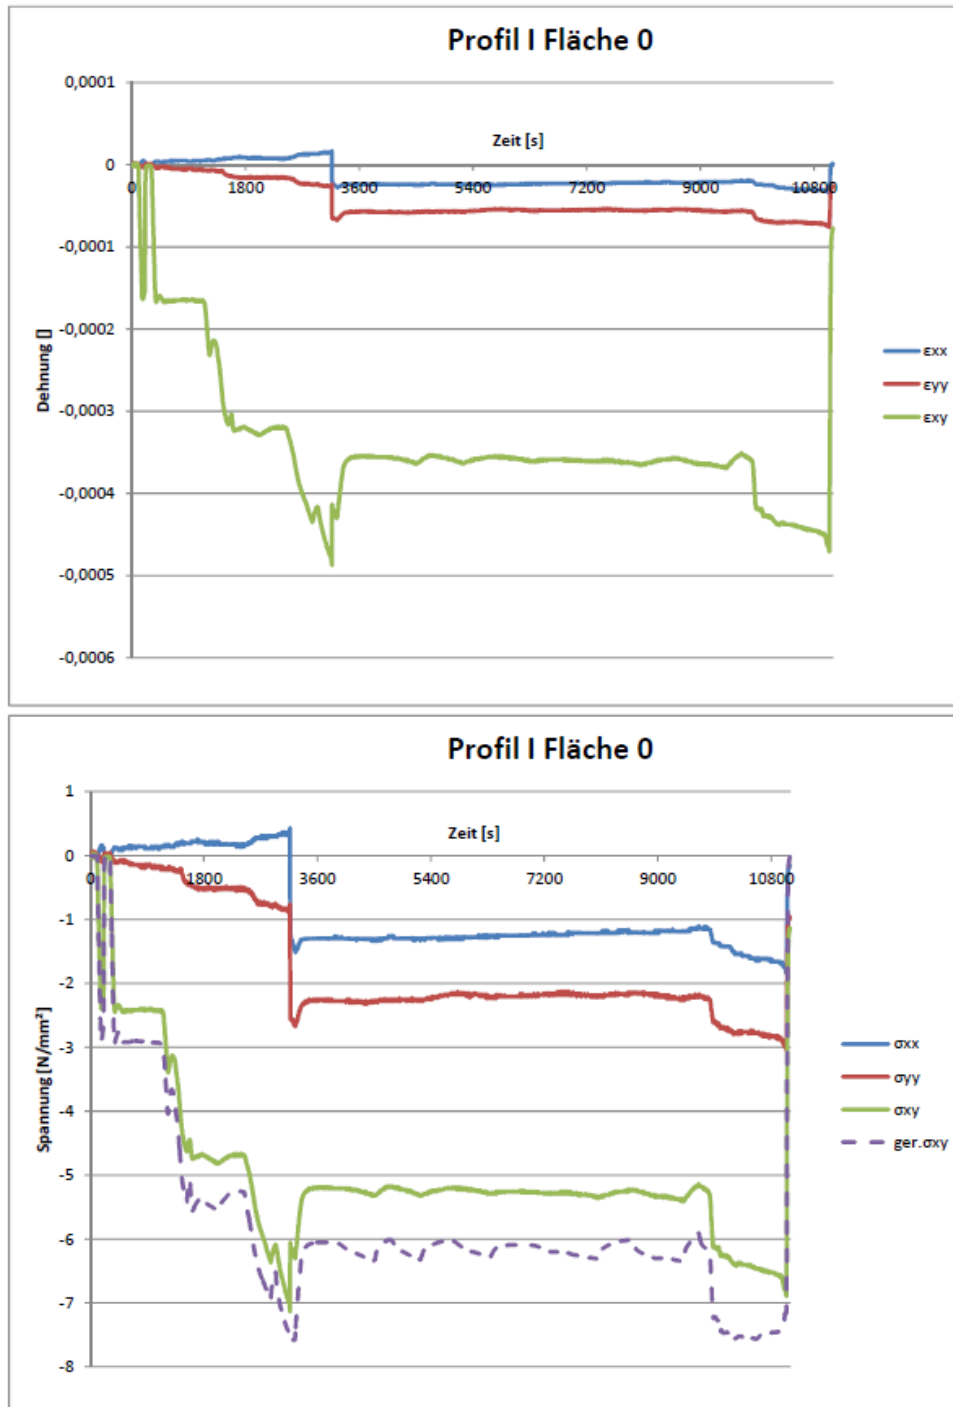 Profil I Fläche 0
0,0001
Zeit [s]
0
0 1800 3600 5400 7200 9000 10800
-0,0001
-0,0002
-0,0003
-0,0004
-0,0005
-0,0006
Dehnung []
εxx
εyy
εxy
Profil I Fläche 0
1
Zeit [s]
0
0 1800 3600 5400 7200 9000 10800
-1
-2
-3
-4
-5
-6
-7
-8
Spannung [N/mm²]
σxx
σyy
σxy
ger.σxy